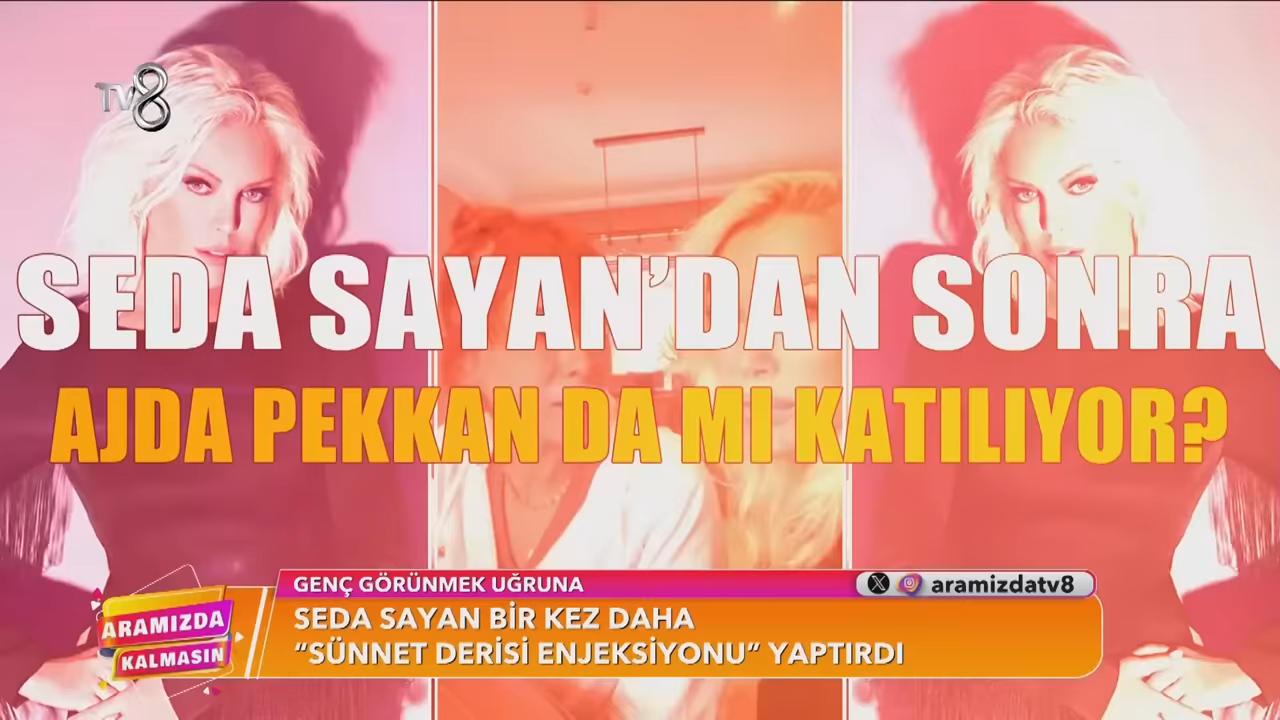 TV8
SEDA SAYAN'DAN SONRA
AJDA PEKKAN DA MI KATILIYOR?
GENÇ GÖRÜNMEK UĞRUNA
aramizdatv8
SEDA SAYAN BİR KEZ DAHA
“SÜNNET DERİSİ ENJEKSİYONU” YAPTIRDI
ARAMIZDA
KALMASIN